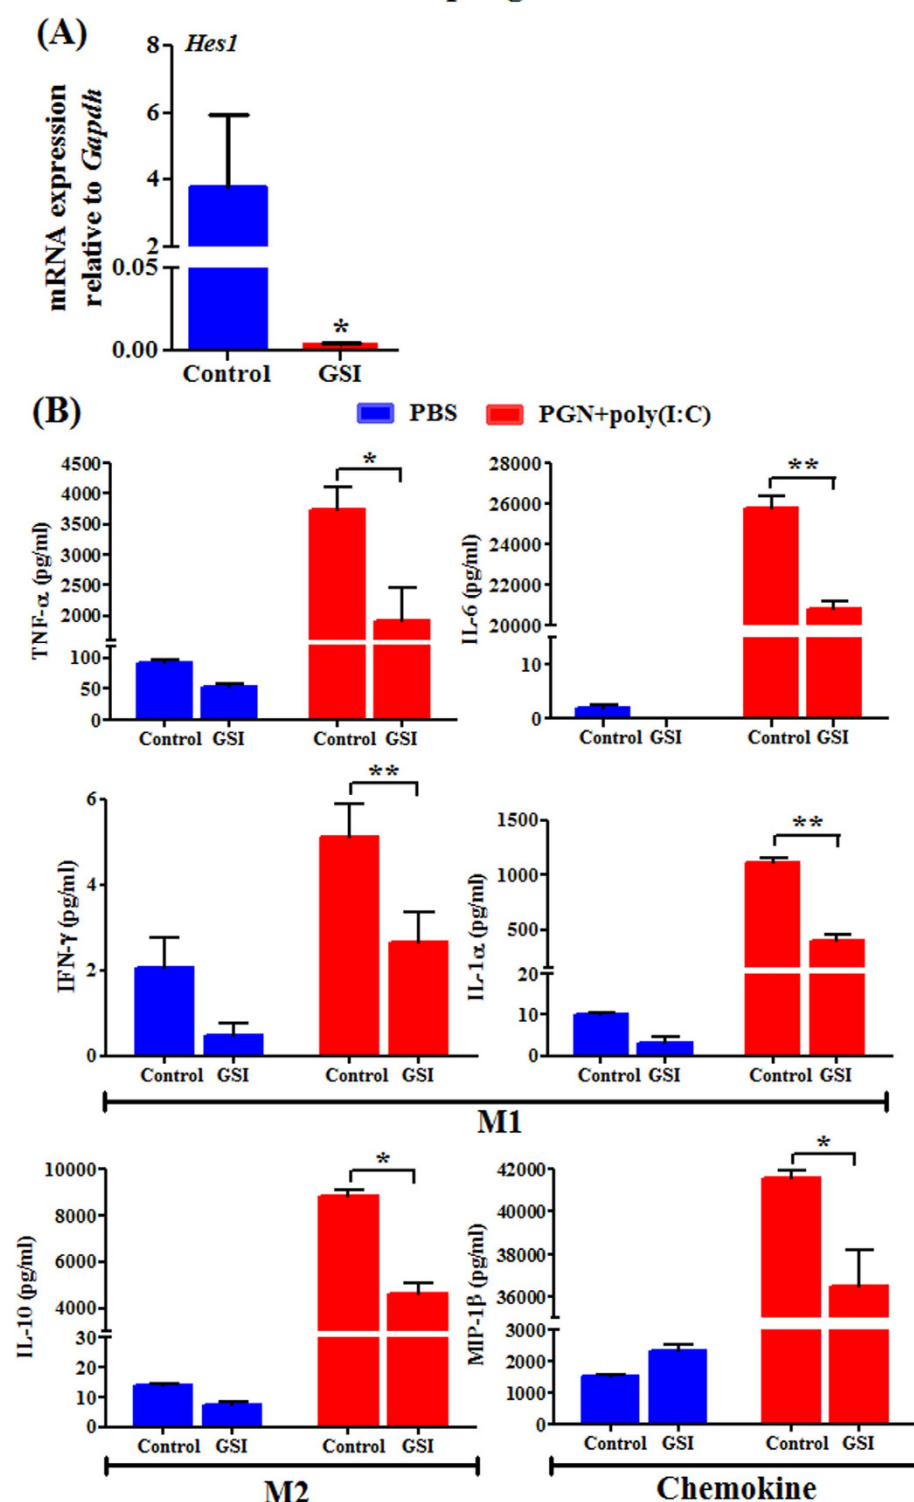 (A)
Hes1
mRNA expression
relative to Gapdh
8
6
4
2
0.05
0.00
*
Control GSI
(B)
PBS PGN+poly(I:C)
TNF-α (pg/ml)
4500
4000
3500
3000
2500
2000
100
50
0
*
Control GSI Control GSI
IL-6 (pg/ml)
28000
26000
24000
22000
20000
10
0
**
Control GSI Control GSI
IFN-γ (pg/ml)
6
4
2
0
**
Control GSI Control GSI
IL-1α (pg/ml)
1500
1000
500
20
10
0
**
Control GSI Control GSI
M1
IL-10 (pg/ml)
10000
8000
6000
4000
30
20
10
0
*
Control GSI Control GSI
M2
MIP-1β (pg/ml)
42000
40000
38000
36000
3000
2000
1000
0
*
Control GSI Control GSI
Chemokine